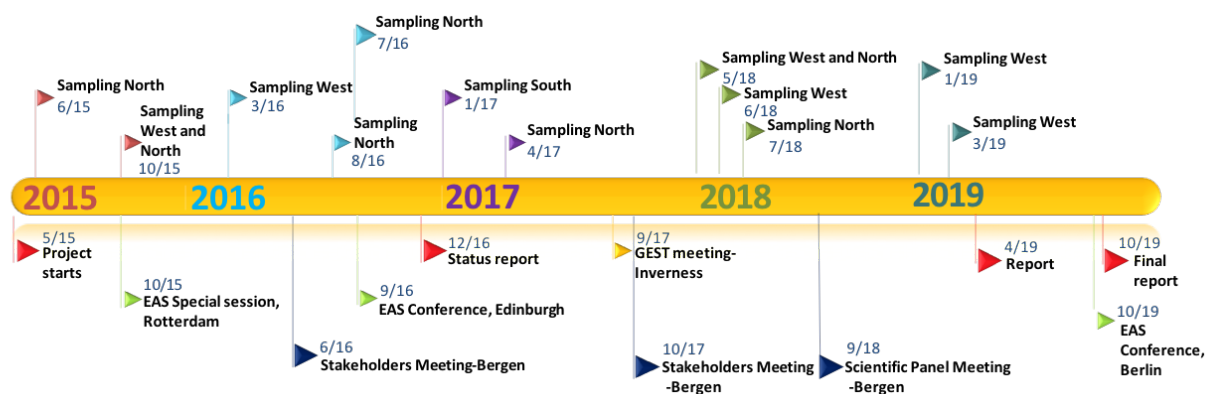 Sampling North
7/16
Sampling North
6/15
Sampling
West and
North
10/15
Sampling West
3/16
Sampling
North
8/16
Sampling South
1/17
Sampling North
4/17
Sampling West and North
5/18
Sampling West
6/18
Sampling North
7/18
Sampling West
1/19
Sampling West
3/19
2015
2016
2017
2018
2019
5/15
Project
starts
10/15
EAS Special session,
Rotterdam
6/16
Stakeholders Meeting-Bergen
9/16
EAS Conference, Edinburgh
12/16
Status report
9/17
GEST meeting-
Inverness
10/17
Stakeholders Meeting
-Bergen
9/18
Scientific Panel Meeting
-Bergen
4/19
Report
10/19
Final
report
10/19
EAS
Conference,
Berlin